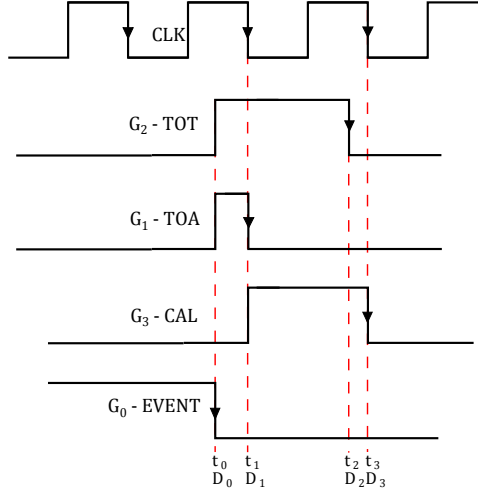 CLK
G₂ - TOT
G₁ - TOA
G₃ - CAL
G₀ - EVENT
t₀ t₁ t₂ t₃
D₀ D₁ D₂ D₃